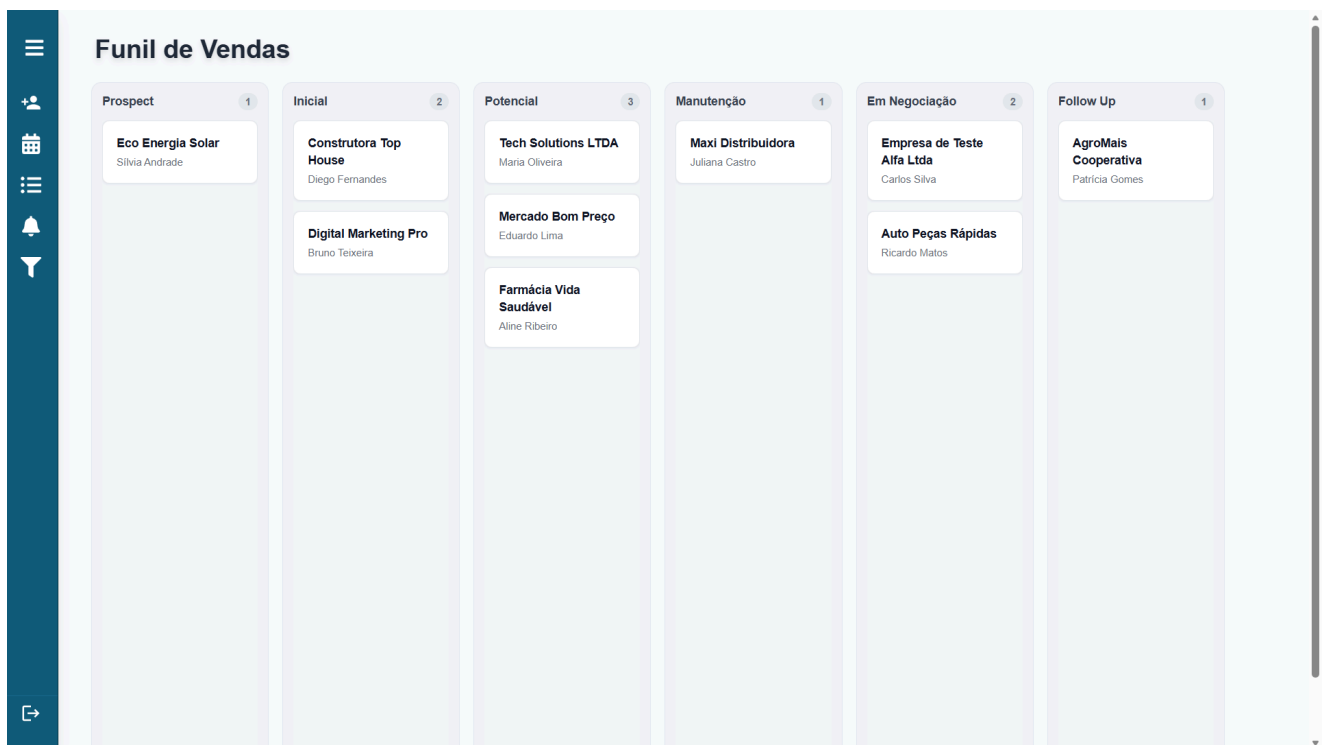 Funil de Vendas
Prospect 1
Eco Energia Solar
Sílvia Andrade
Inicial 2
Construtora Top
House
Diego Fernandes
Digital Marketing Pro
Bruno Teixeira
Potencial 3
Tech Solutions LTDA
Maria Oliveira
Mercado Bom Preço
Eduardo Lima
Farmácia Vida
Saudável
Aline Ribeiro
Manutenção 1
Maxi Distribuidora
Juliana Castro
Em Negociação 2
Empresa de Teste
Alfa Ltda
Carlos Silva
Auto Peças Rápidas
Ricardo Matos
Follow Up 1
AgroMais
Cooperativa
Patrícia Gomes